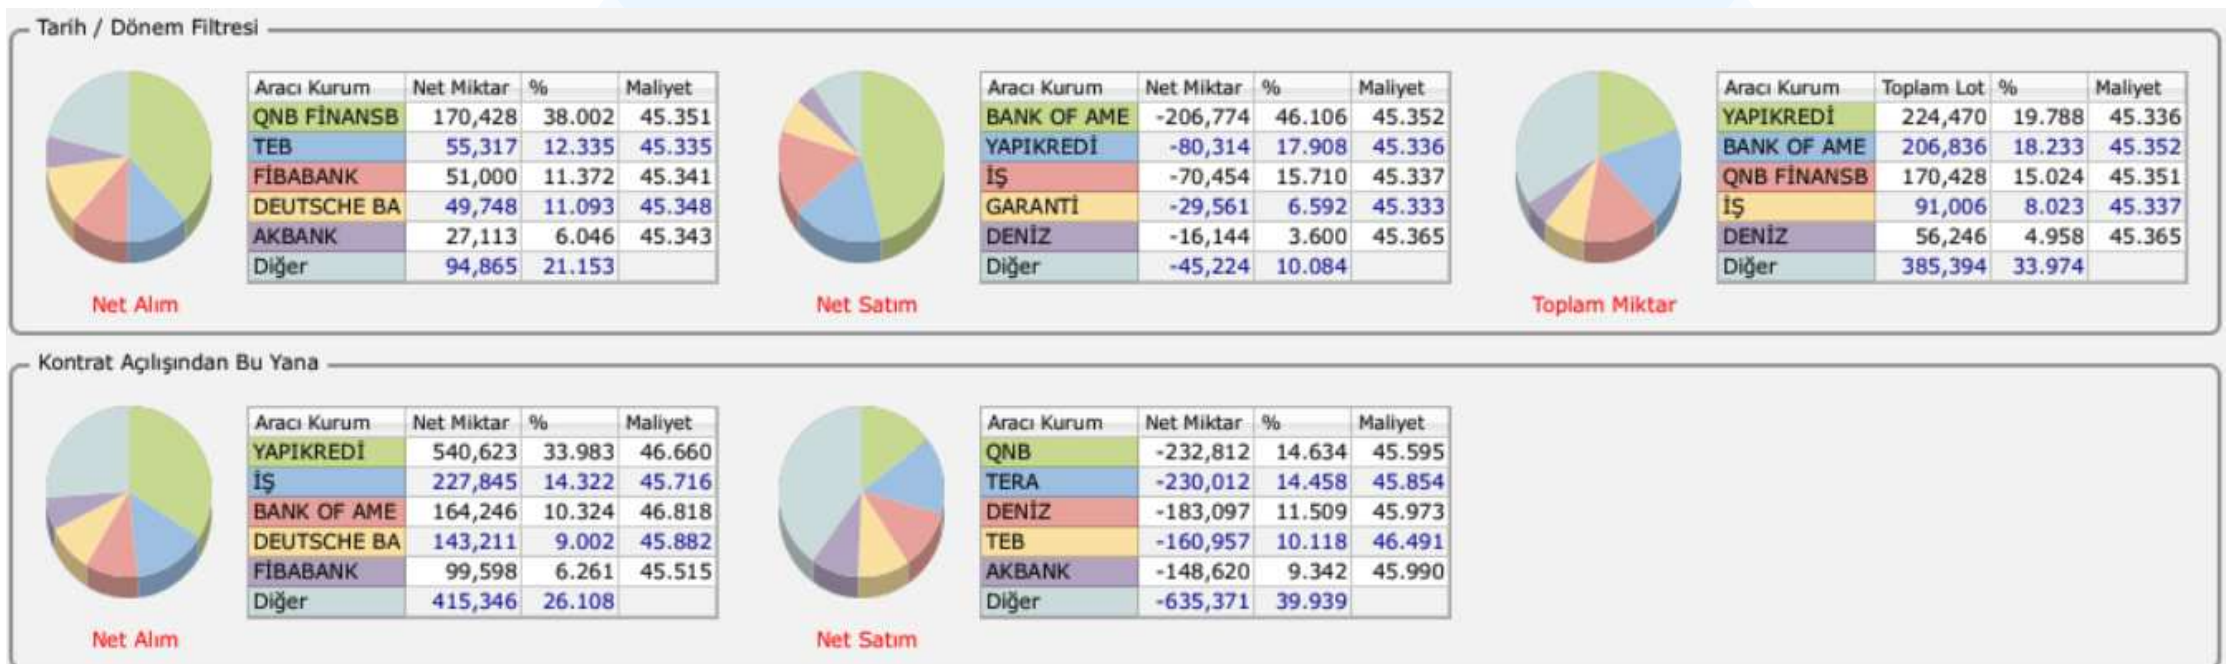 Tarih / Dönem Filtresi
Aracı Kurum Net Miktar % Maliyet
QNB FİNANSB 170,428 38.002 45.351
TEB 55,317 12.335 45.335
FİBABANK 51,000 11.372 45.341
DEUTSCHE BA 49,748 11.093 45.348
AKBANK 27,113 6.046 45.343
Diğer 94,865 21.153
Net Alım
Aracı Kurum Net Miktar % Maliyet
BANK OF AME -206,774 46.106 45.352
YAPIKREDİ -80,314 17.908 45.336
İŞ -70,454 15.710 45.337
GARANTİ -29,561 6.592 45.333
DENİZ -16,144 3.600 45.365
Diğer -45,224 10.084
Net Satım
Aracı Kurum Toplam Lot % Maliyet
YAPIKREDİ 224,470 19.788 45.336
BANK OF AME 206,836 18.233 45.352
QNB FİNANSB 170,428 15.024 45.351
İŞ 91,006 8.023 45.337
DENİZ 56,246 4.958 45.365
Diğer 385,394 33.974
Toplam Miktar
Kontrat Açılışından Bu Yana
Aracı Kurum Net Miktar % Maliyet
YAPIKREDİ 540,623 33.983 46.660
İŞ 227,845 14.322 45.716
BANK OF AME 164,246 10.324 46.818
DEUTSCHE BA 143,211 9.002 45.882
FİBABANK 99,598 6.261 45.515
Diğer 415,346 26.108
Net Alım
Aracı Kurum Net Miktar % Maliyet
QNB -232,812 14.634 45.595
TERA -230,012 14.458 45.854
DENİZ -183,097 11.509 45.973
TEB -160,957 10.118 46.491
AKBANK -148,620 9.342 45.990
Diğer -635,371 39.939
Net Satım